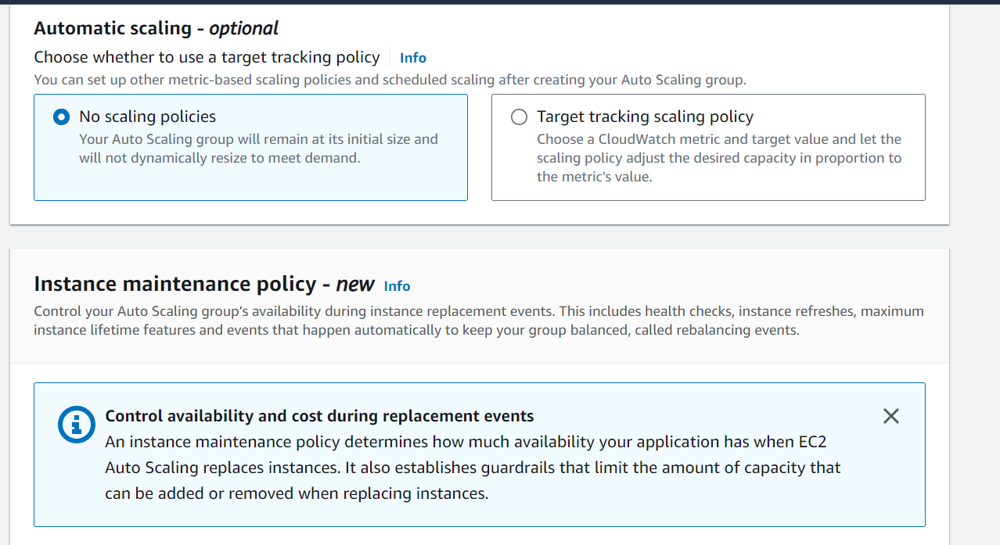 Automatic scaling - optional
Choose whether to use a target tracking policy Info
You can set up other metric-based scaling policies and scheduled scaling after creating your Auto Scaling group.
No scaling policies
Your Auto Scaling group will remain at its initial size and
will not dynamically resize to meet demand.
Target tracking scaling policy
Choose a CloudWatch metric and target value and let the
scaling policy adjust the desired capacity in proportion to
the metric's value.
Instance maintenance policy - new Info
Control your Auto Scaling group’s availability during instance replacement events. This includes health checks, instance refreshes, maximum
instance lifetime features and events that happen automatically to keep your group balanced, called rebalancing events.
Control availability and cost during replacement events
An instance maintenance policy determines how much availability your application has when EC2
Auto Scaling replaces instances. It also establishes guardrails that limit the amount of capacity that
can be added or removed when replacing instances.